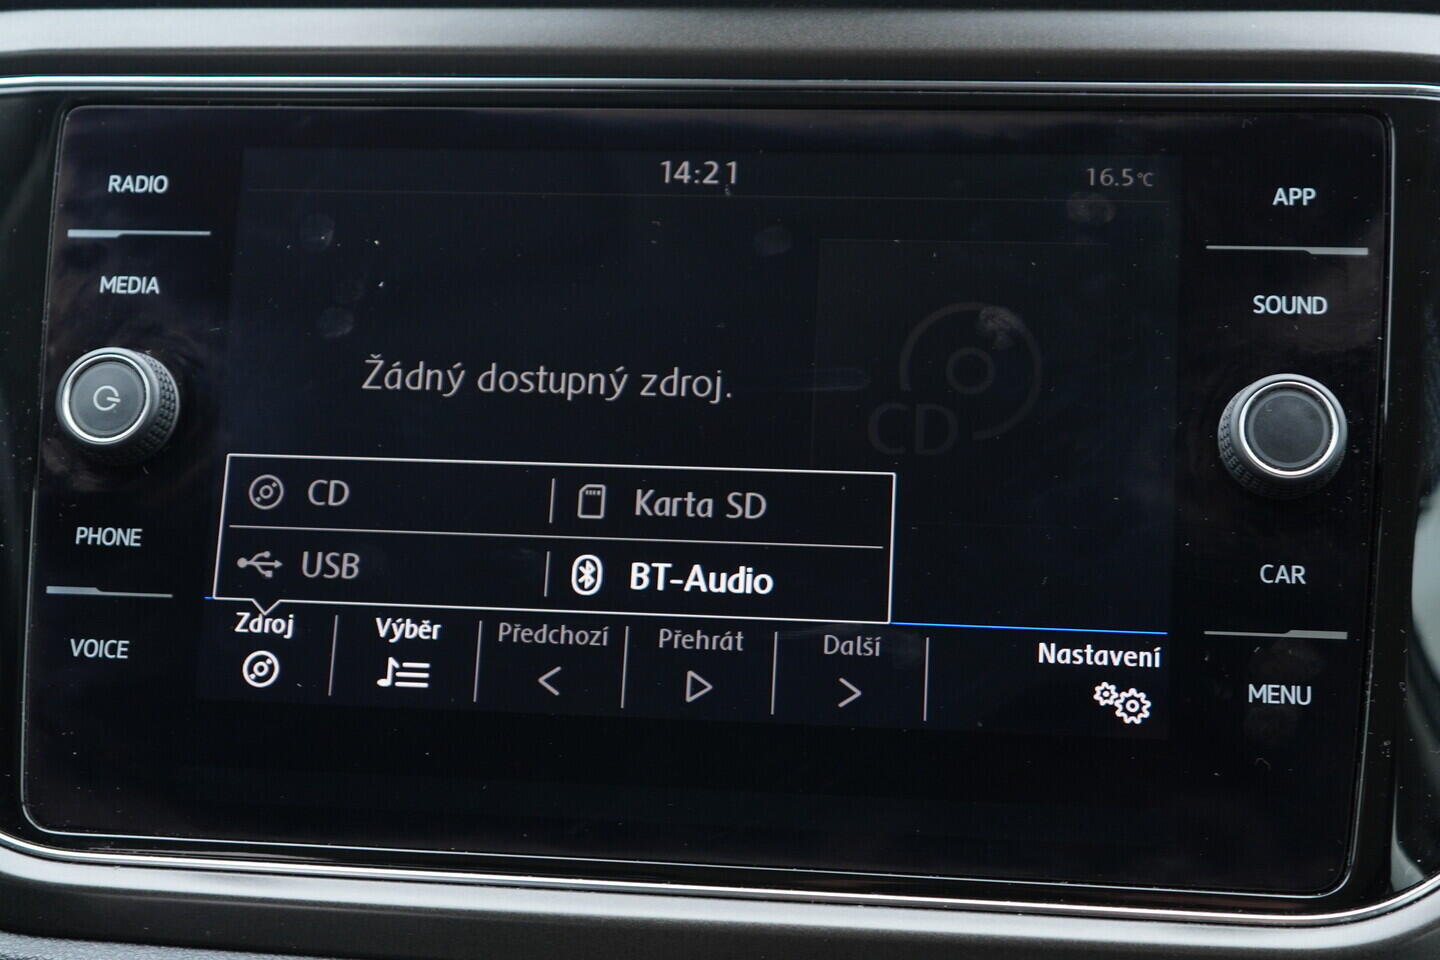 RADIO
MEDIA
PHONE
VOICE
14:21
16.5°C
Žádný dostupný zdroj.
CD
CD
Karta SD
USB
BT-Audio
Zdroj
Výběr
Předchozí
Přehrát
Další
Nastavení
APP
SOUND
CAR
MENU